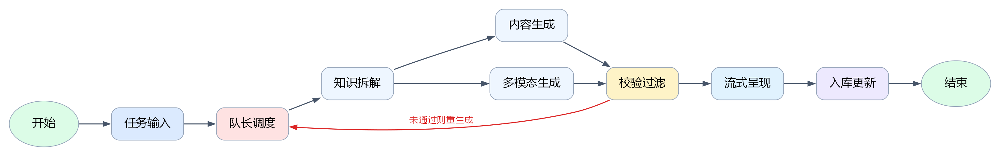 开始
任务输入
队长调度
知识拆解
内容生成
多模态生成
校验过滤
未通过则重生成
流式呈现
入库更新
结束